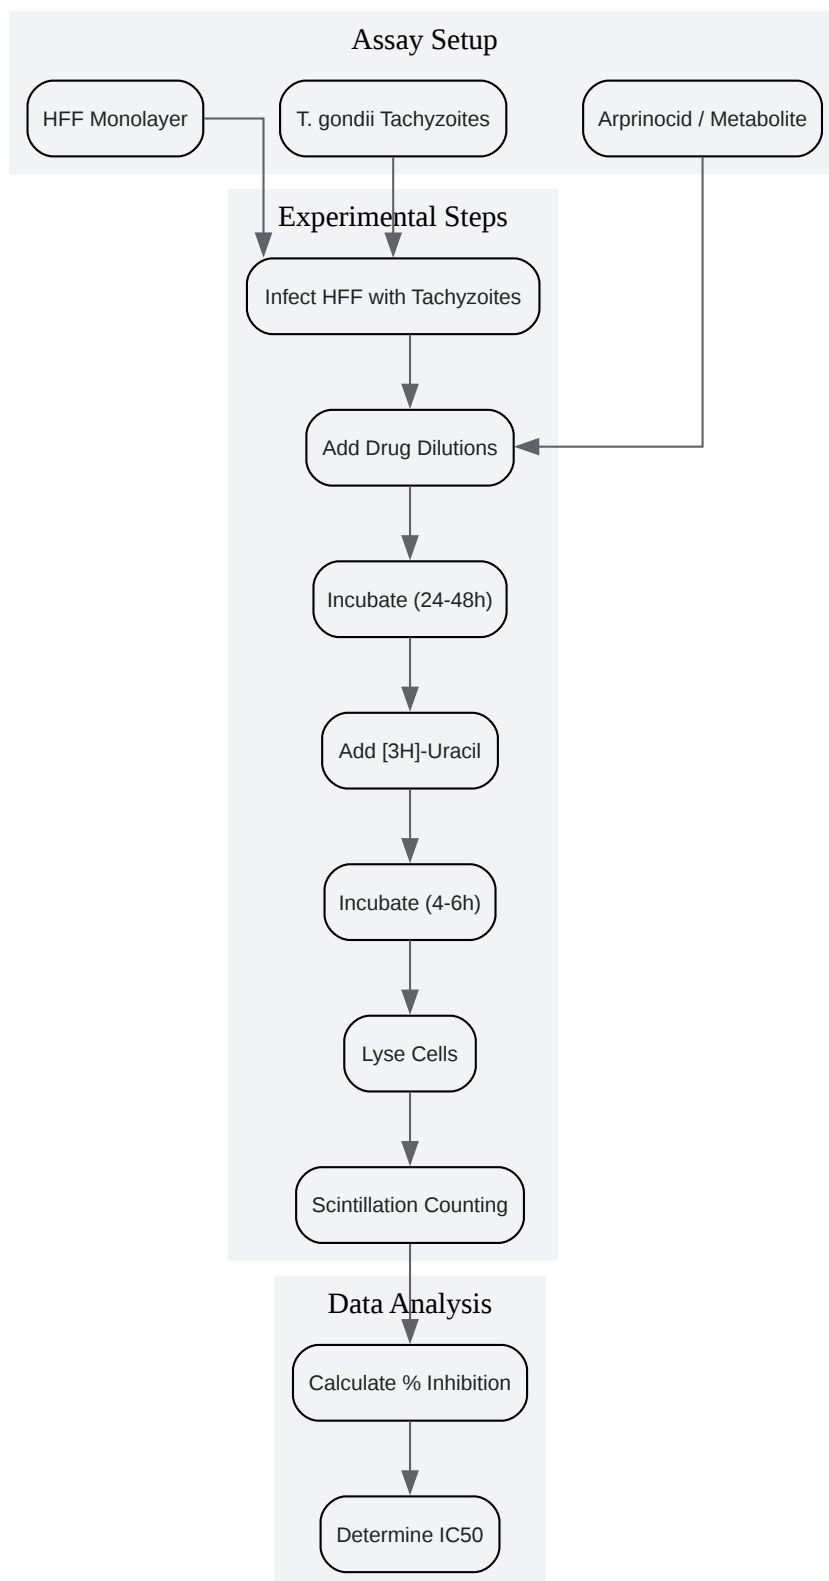 Assay Setup
HFF Monolayer
T. gondii Tachyzoites
Arprinocid / Metabolite
Experimental Steps
Infect HFF with Tachyzoites
Add Drug Dilutions
Incubate (24-48h)
Add [3H]-Uracil
Incubate (4-6h)
Lyse Cells
Scintillation Counting
Data Analysis
Calculate % Inhibition
Determine IC50